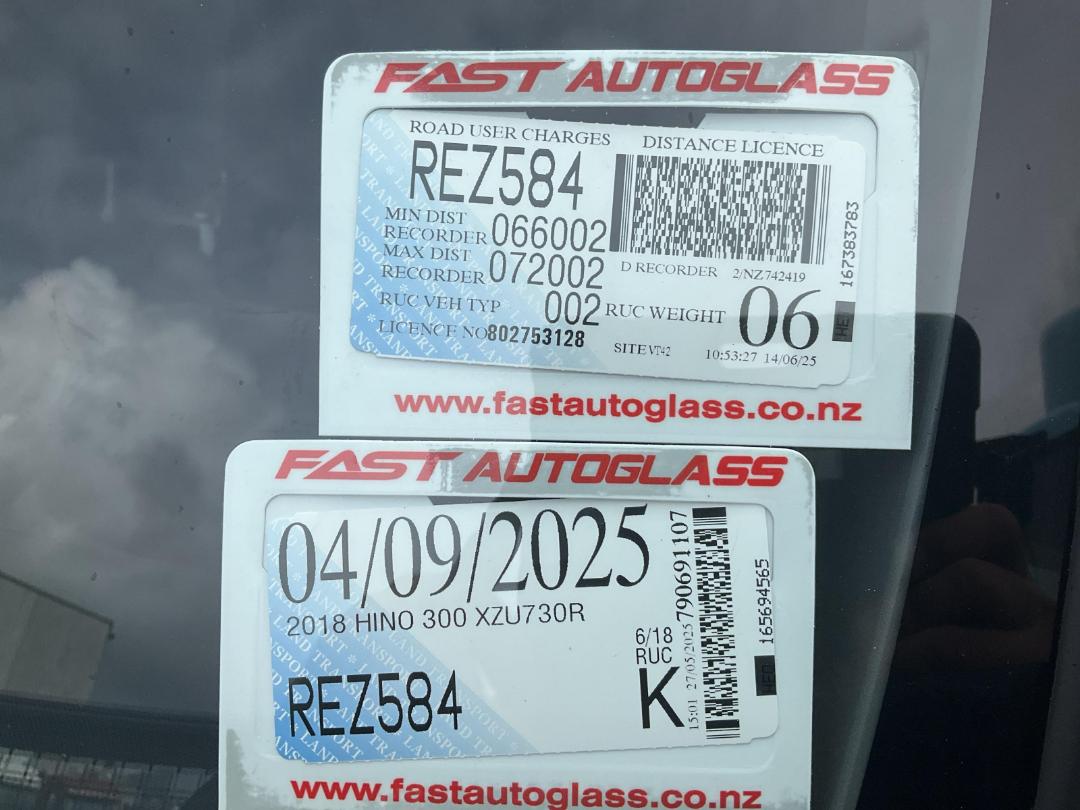 FAST AUTOGLASS
ROAD USER CHARGES DISTANCE LICENCE
REZ584
MIN DIST
RECORDER 066002
MAX DIST
RECORDER 072002
D RECORDER 2/NZ742419
RUC VEH TYP 002 RUC WEIGHT 06
LICENCE NO 802753128
SITE VT42 10:53:27 14/06/25
167383783
www.fastautoglass.co.nz
FAST AUTOGLASS
04/09/2025
2018 HINO 300 XZU730R
6/18
RUC
K
REZ584
15:01 27/05/2025 790691107
165694565
www.fastautoglass.co.nz